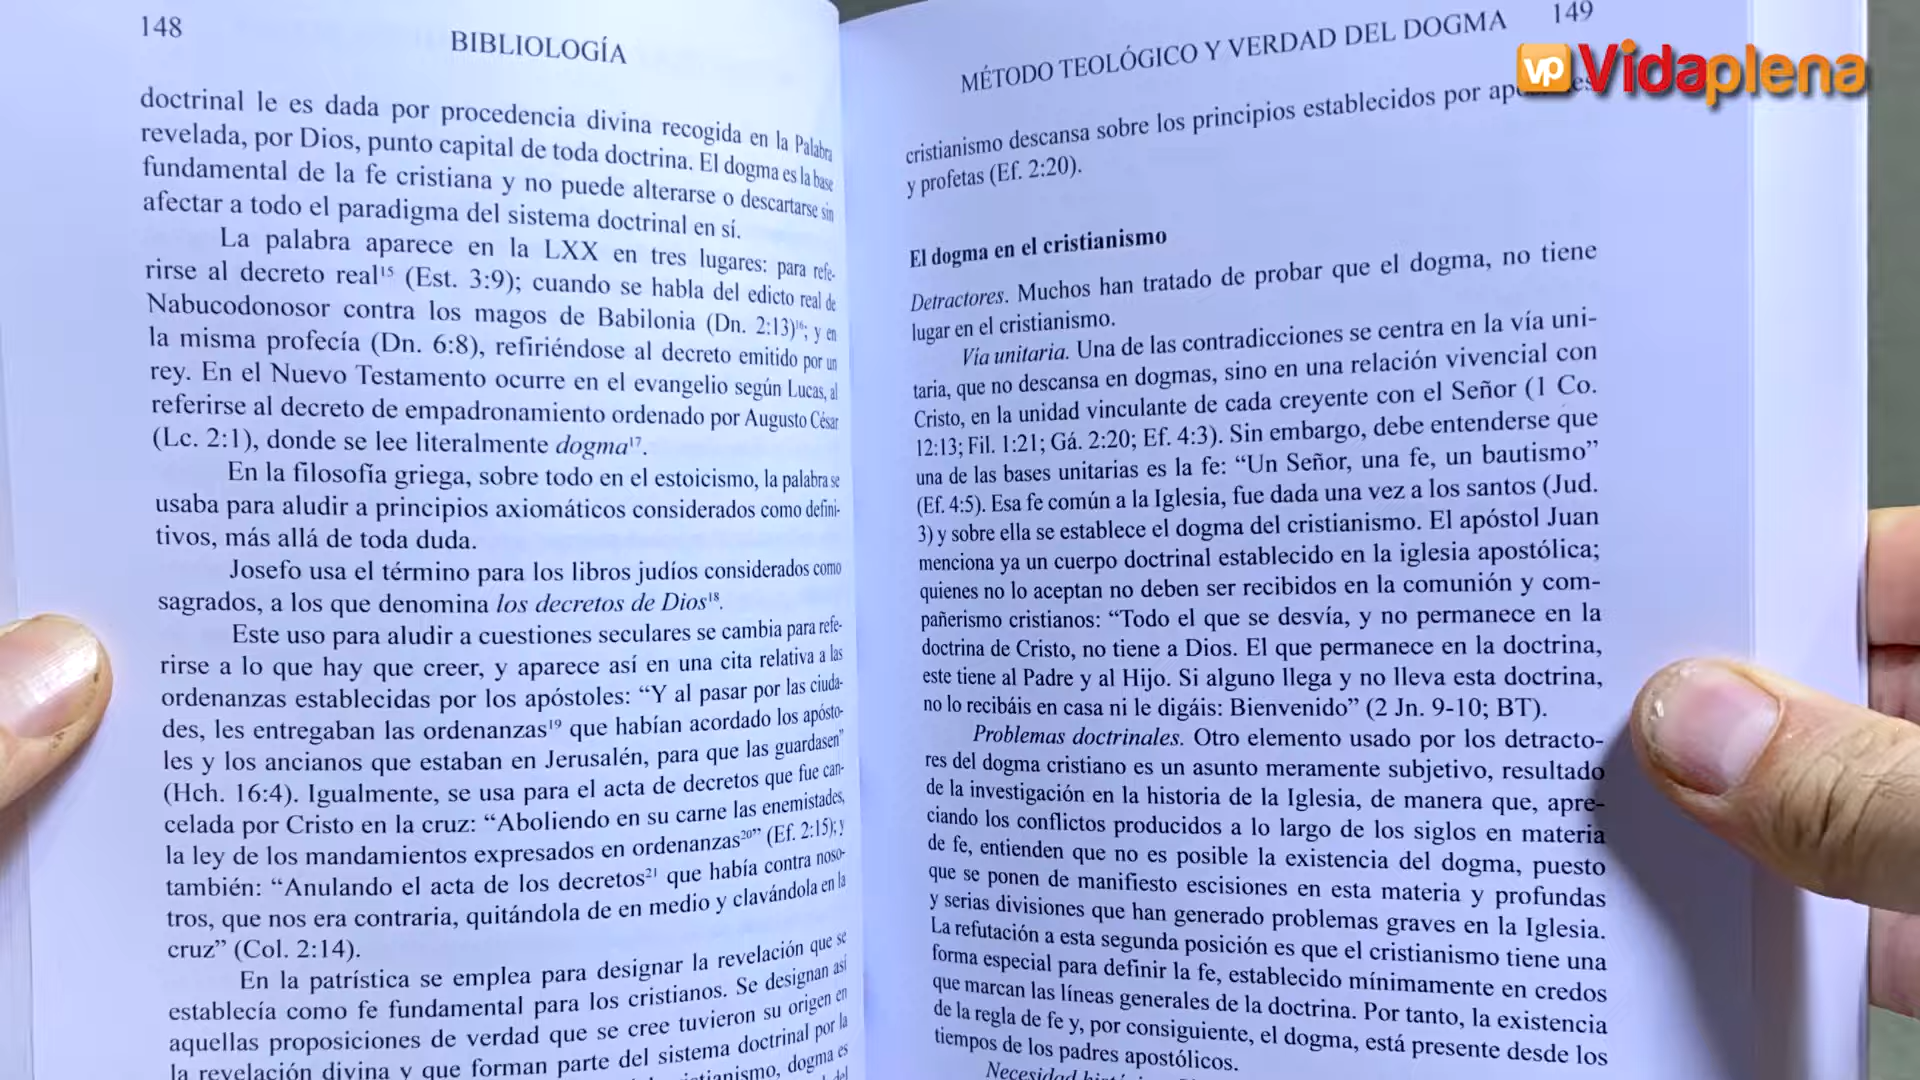 148
BIBLIOLOGÍA
doctrinal le es dada por procedencia divina recogida en la Palabra
revelada, por Dios, punto capital de toda doctrina. El dogma es la base
fundamental de la fe cristiana y no puede alterarse o descartarse sin
afectar a todo el paradigma del sistema doctrinal en sí.
La palabra aparece en la LXX en tres lugares: para refe-
rirse al decreto real¹⁵ (Est. 3:9); cuando se habla del edicto real de
Nabucodonosor contra los magos de Babilonia (Dn. 2:13)¹⁶; y en
la misma profecía (Dn. 6:8), refiriéndose al decreto emitido por un
rey. En el Nuevo Testamento ocurre en el evangelio según Lucas, al
referirse al decreto de empadronamiento ordenado por Augusto César
(Lc. 2:1), donde se lee literalmente dogma¹⁷.
En la filosofía griega, sobre todo en el estoicismo, la palabra se
usaba para aludir a principios axiomáticos considerados como defini-
tivos, más allá de toda duda.
Josefo usa el término para los libros judíos considerados como
sagrados, a los que denomina los decretos de Dios¹⁸.
Este uso para aludir a cuestiones seculares se cambia para refe-
rirse a lo que hay que creer, y aparece así en una cita relativa a las
ordenanzas establecidas por los apóstoles: “Y al pasar por las ciuda-
des, les entregaban las ordenanzas¹⁹ que habían acordado los apósto-
les y los ancianos que estaban en Jerusalén, para que las guardasen”
(Hch. 16:4). Igualmente, se usa para el acta de decretos que fue can-
celada por Cristo en la cruz: “Aboliendo en su carne las enemistades,
la ley de los mandamientos expresados en ordenanzas²⁰” (Ef. 2:15); y
también: “Anulando el acta de los decretos²¹ que había contra noso-
tros, que nos era contraria, quitándola de en medio y clavándola en la
cruz” (Col. 2:14).
En la patrística se emplea para designar la revelación que se
establecía como fe fundamental para los cristianos. Se designan así
aquellas proposiciones de verdad que se cree tuvieron su origen en
la revelación divina y que forman parte del sistema doctrinal por la
dogma es
149
MÉTODO TEOLÓGICO Y VERDAD DEL DOGMA
vp Vidaplena
cristianismo descansa sobre los principios establecidos por
y profetas (Ef. 2:20).
El dogma en el cristianismo
Detractores. Muchos han tratado de probar que el dogma, no tiene
lugar en el cristianismo.
Vía unitaria. Una de las contradicciones se centra en la vía uni-
taria, que no descansa en dogmas, sino en una relación vivencial con
Cristo, en la unidad vinculante de cada creyente con el Señor (1 Co.
12:13; Fil. 1:21; Gá. 2:20; Ef. 4:3). Sin embargo, debe entenderse que
una de las bases unitarias es la fe: “Un Señor, una fe, un bautismo”
(Ef. 4:5). Esa fe común a la Iglesia, fue dada una vez a los santos (Jud.
3) y sobre ella se establece el dogma del cristianismo. El apóstol Juan
menciona ya un cuerpo doctrinal establecido en la iglesia apostólica;
quienes no lo aceptan no deben ser recibidos en la comunión y com-
pañerismo cristianos: “Todo el que se desvía, y no permanece en la
doctrina de Cristo, no tiene a Dios. El que permanece en la doctrina,
este tiene al Padre y al Hijo. Si alguno llega y no lleva esta doctrina,
no lo recibáis en casa ni le digáis: Bienvenido” (2 Jn. 9-10; BT).
Problemas doctrinales. Otro elemento usado por los detracto-
res del dogma cristiano es un asunto meramente subjetivo, resultado
de la investigación en la historia de la Iglesia, de manera que, apre-
ciando los conflictos producidos a lo largo de los siglos en materia
de fe, entienden que no es posible la existencia del dogma, puesto
que se ponen de manifiesto escisiones en esta materia y profundas
y serias divisiones que han generado problemas graves en la Iglesia.
La refutación a esta segunda posición es que el cristianismo tiene una
forma especial para definir la fe, establecido mínimamente en credos
que marcan las líneas generales de la doctrina. Por tanto, la existencia
de la regla de fe y, por consiguiente, el dogma, está presente desde los
tiempos de los padres apostólicos.
Necesidad